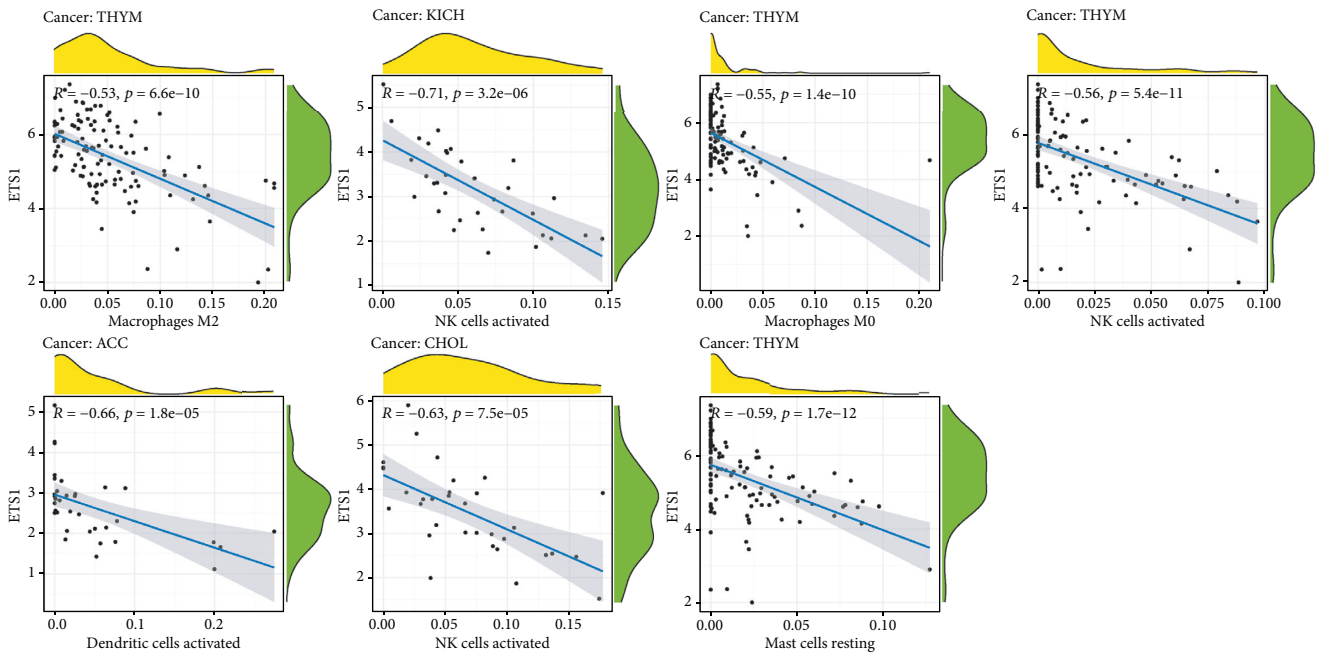 Cancer: THYM
R = −0.53, p = 6.6e−10
ETS1
6
4
2
0.00 0.05 0.10 0.15 0.20
Macrophages M2
Cancer: KICH
R = −0.71, p = 3.2e−06
ETS1
5
4
3
2
1
0.00 0.05 0.10 0.15
NK cells activated
Cancer: THYM
R = −0.55, p = 1.4e−10
ETS1
6
4
2
0.00 0.05 0.10 0.15 0.20
Macrophages M0
Cancer: THYM
R = −0.56, p = 5.4e−11
ETS1
6
4
2
0.00 0.025 0.050 0.075 0.100
NK cells activated
Cancer: ACC
R = −0.66, p = 1.8e−05
ETS1
5
4
3
2
1
0.0 0.1 0.2
Dendritic cells activated
Cancer: CHOL
R = −0.63, p = 7.5e−05
ETS1
6
5
4
3
2
0.00 0.05 0.10 0.15
NK cells activated
Cancer: THYM
R = −0.59, p = 1.7e−12
ETS1
6
4
2
0.00 0.05 0.10
Mast cells resting